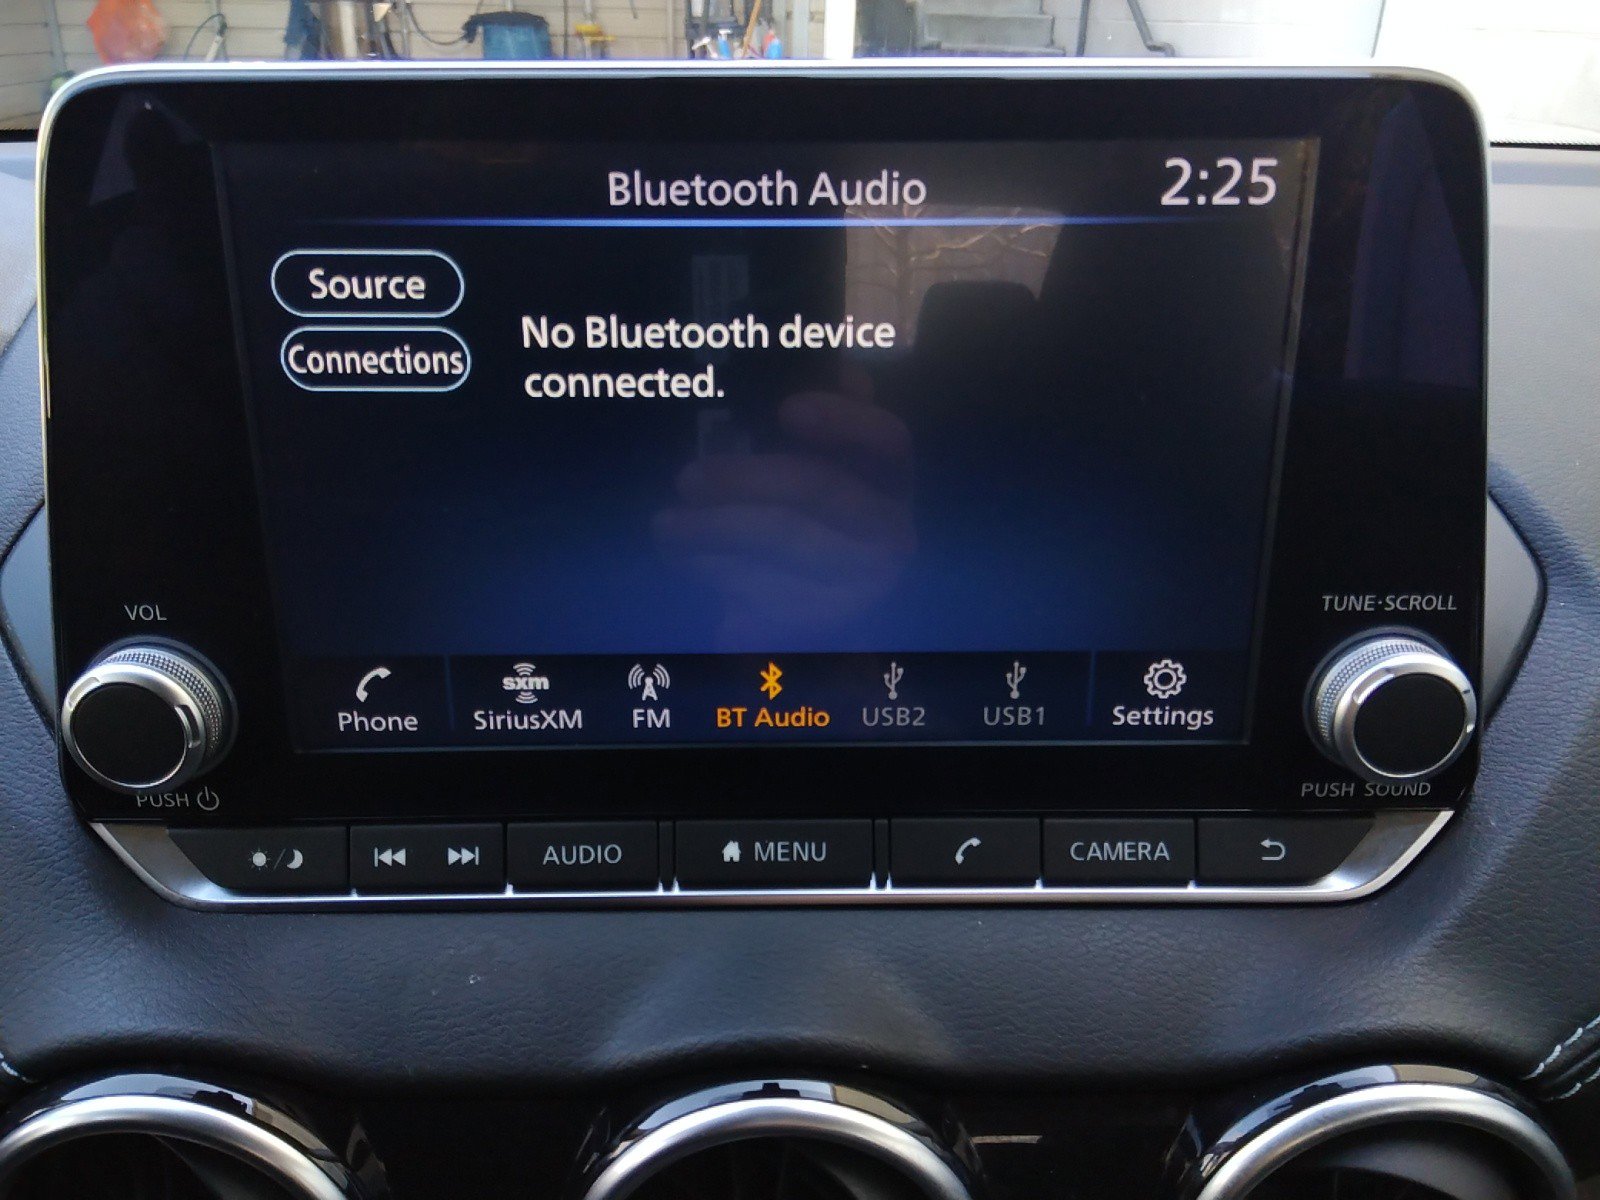 Bluetooth Audio
2:25
Source
Connections
No Bluetooth device
connected.
VOL
TUNE·SCROLL
Phone
sxm
SiriusXM
FM
BT Audio
USB2
USB1
Settings
PUSH
PUSH SOUND
AUDIO
MENU
CAMERA